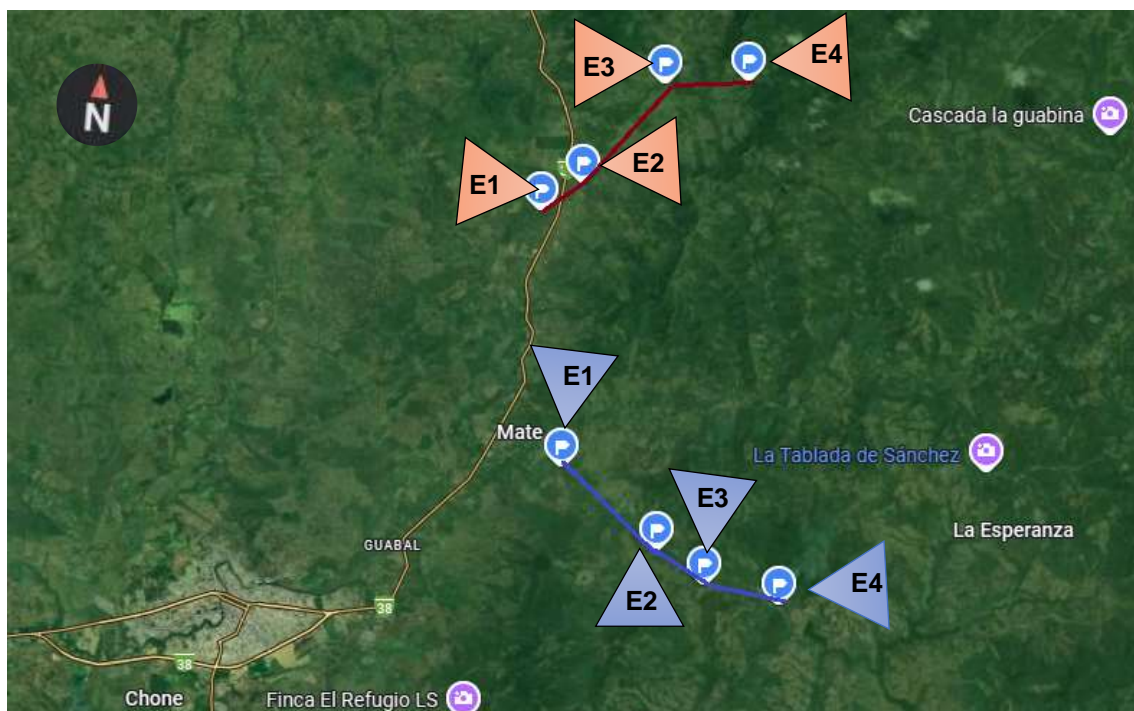 E3
E4
N
Cascada la guabina
E2
E1
E1
Mate
La Tablada de Sánchez
E3
La Esperanza
GUABAL
E4
E2
38
38
Chone
Finca El Refugio LS